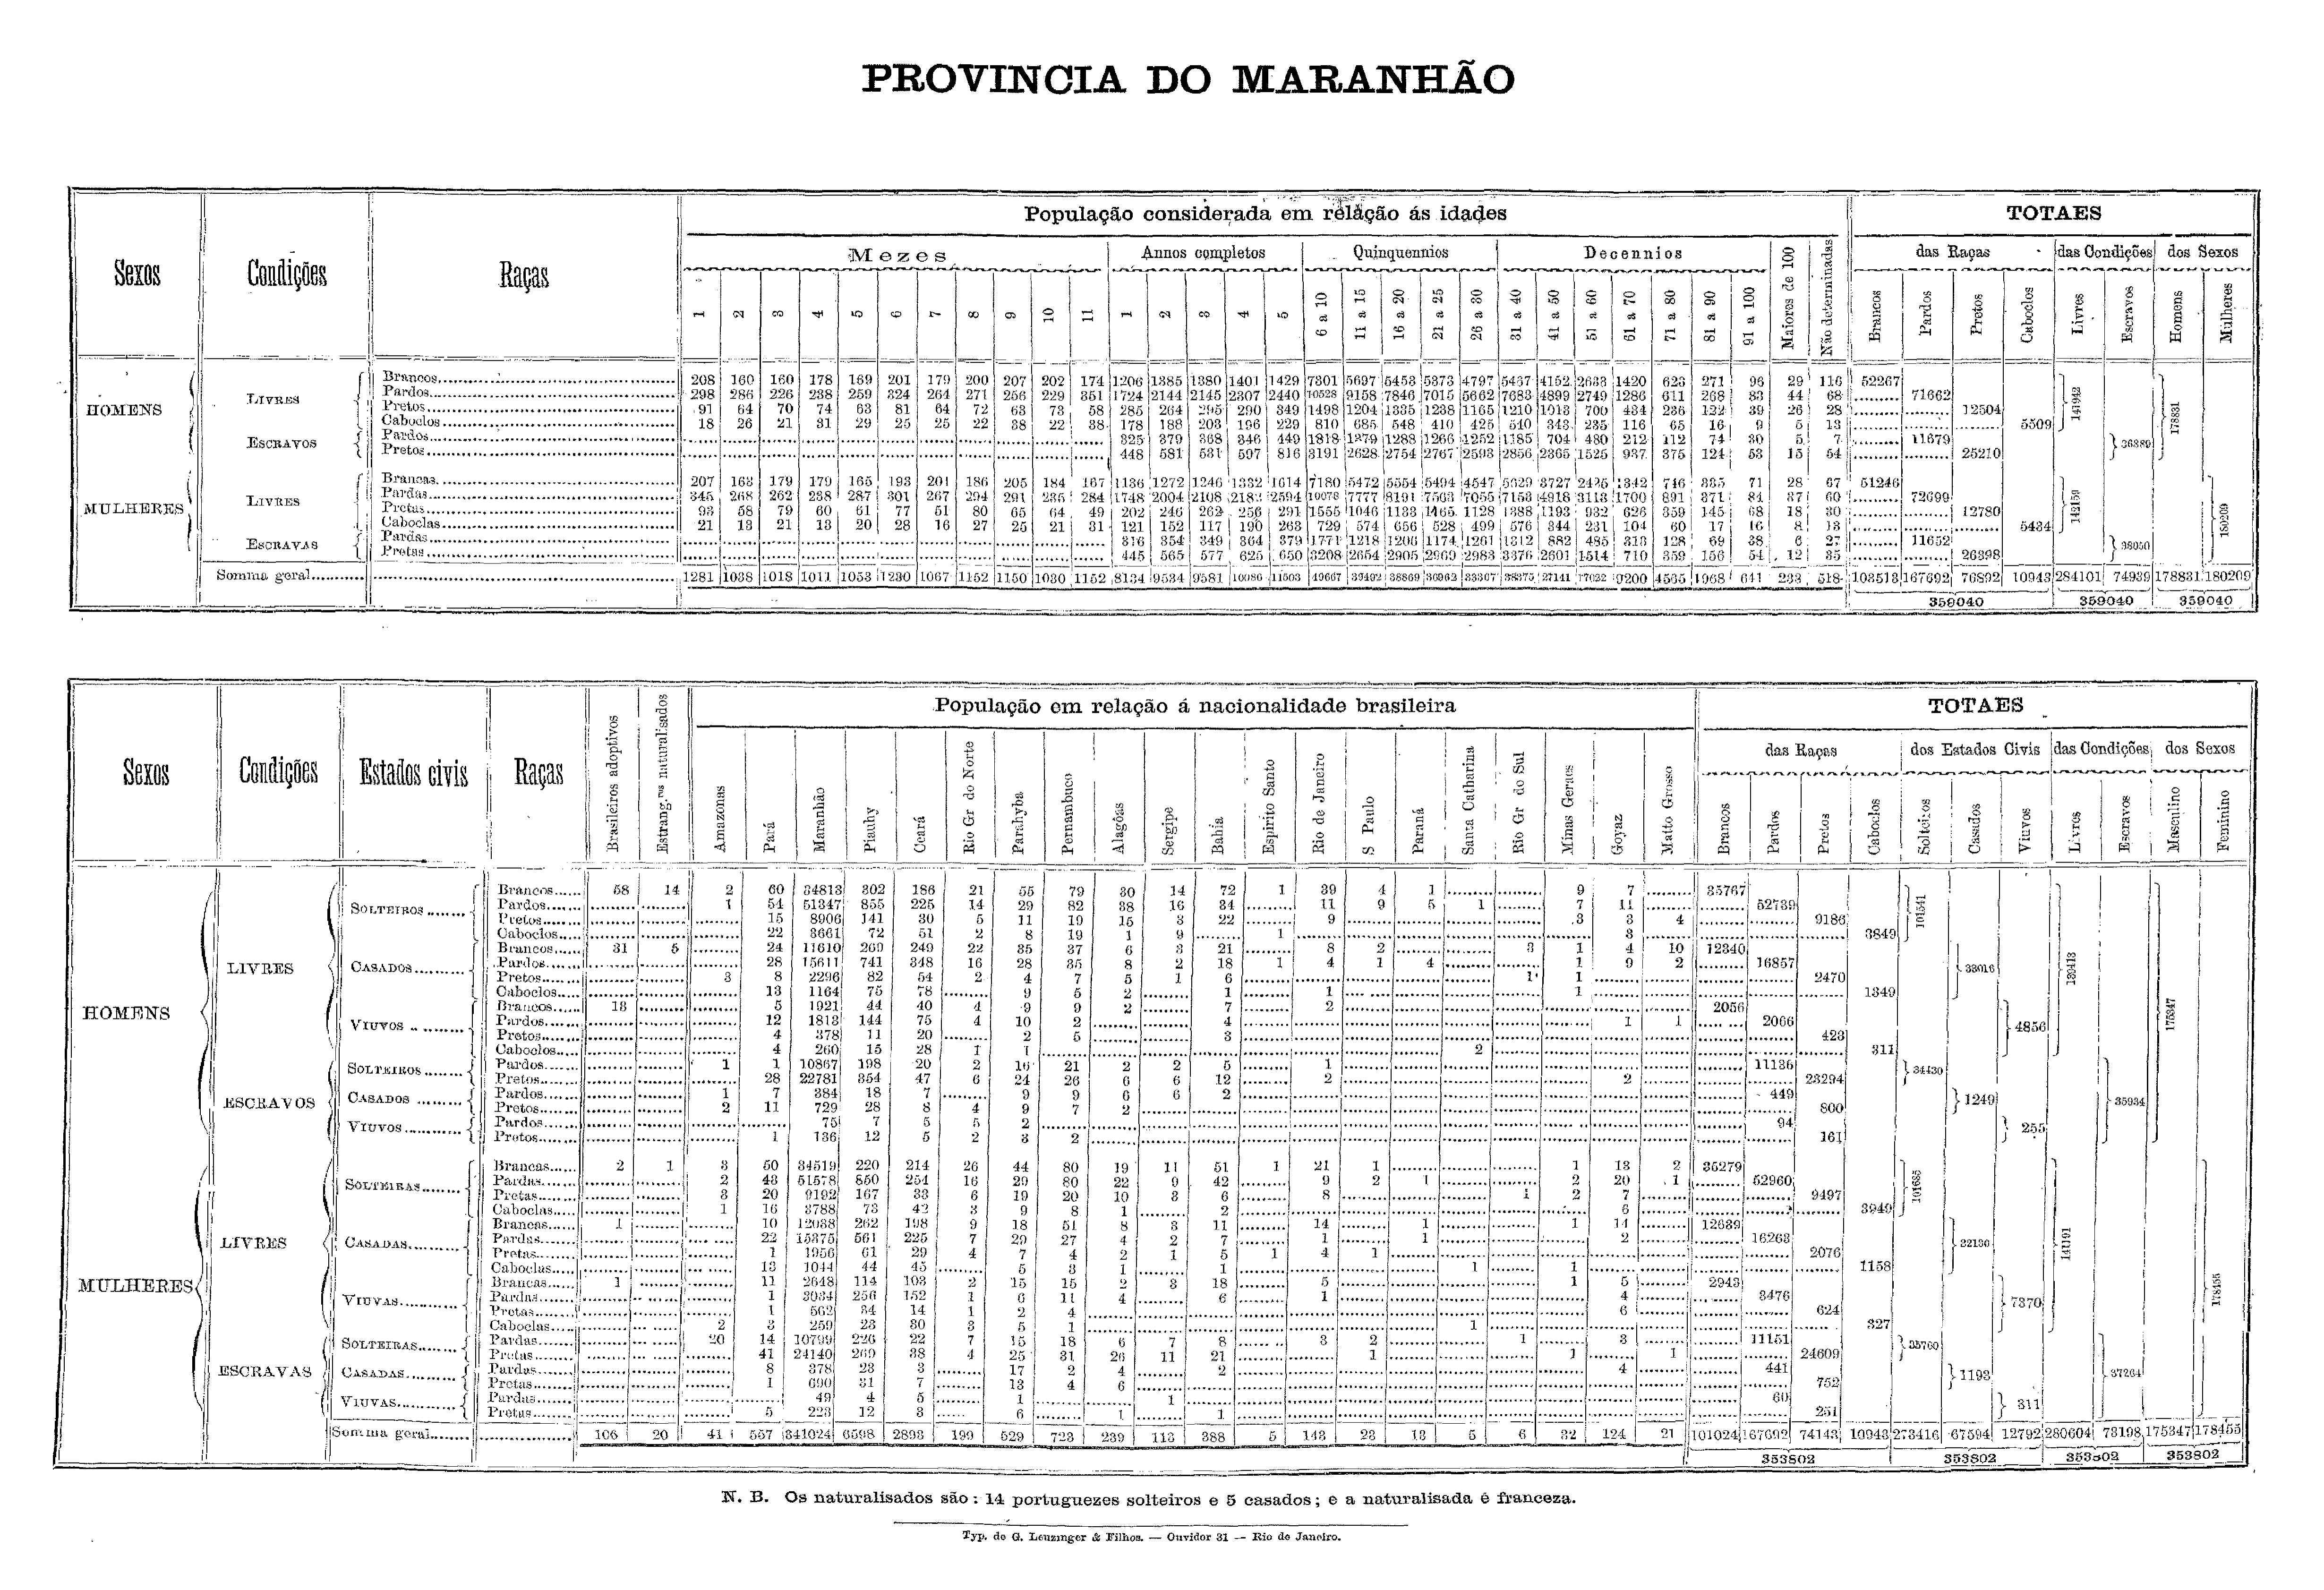 PROVINCIA DO MARANHÃO
Sexos Condições Raças População considerada em relação ás idades TOTAES
Mezes Annos completos Quinquennios Decennios Maiores de 100 Não determinadas das Raças das Condições dos Sexos
1 2 3 4 5 6 7 8 9 10 11 1 2 3 4 5 6 a 10 11 a 15 16 a 20 21 a 25 26 a 30 31 a 40 41 a 50 51 a 60 61 a 70 71 a 80 81 a 90 91 a 100 Brancos Pardos Pretos Caboclos Livres Escravos Homens Mulheres
HOMENS LIVRES Brancos 208 160 160 178 169 201 179 200 207 202 174 1206 1385 1380 1401 1429 7301 5697 5453 5373 4797 5437 4152 2633 1420 623 271 96 29 116 52267
Pardos 298 286 226 238 259 324 264 271 256 229 351 1724 2144 2145 2307 2440 10528 9158 7846 7015 5662 7683 4899 2749 1286 611 268 83 44 68 71662
Pretos 91 64 70 74 63 81 64 72 63 73 58 285 264 295 290 349 1498 1204 1335 1238 1165 1210 1013 700 434 236 122 39 26 28 12504
Caboclos 18 26 21 31 29 25 25 22 38 22 38 178 188 203 196 229 810 685 548 410 425 540 343 235 116 65 16 9 5 13 5509
ESCRAVOS Pardos 325 379 368 346 449 1818 1279 1288 1266 1252 1185 704 480 212 112 74 30 5 7 11679
Pretos 448 581 531 597 816 3191 2628 2754 2767 2593 2856 2365 1525 937 375 124 53 15 54 25210
141942 36889 178831
MULHERES LIVRES Brancas 207 163 179 179 165 193 201 186 205 184 167 1136 1272 1246 1332 1614 7180 5472 5554 5494 4547 5329 3727 2425 1342 746 335 71 28 67 51246
Pardas 345 268 262 238 287 301 267 294 291 235 284 1748 2004 2108 2182 2594 10078 7777 8191 7563 7055 7153 4918 3113 1700 891 371 84 37 60 72699
Pretas 93 58 79 60 61 77 51 80 65 64 49 202 246 262 256 291 1555 1046 1133 1465 1128 1388 1193 932 626 359 145 68 18 30 12780
Caboclas 21 13 21 13 20 28 16 27 25 21 31 121 152 117 190 263 729 574 656 528 499 576 344 231 104 60 17 16 8 13 5434
ESCRAVAS Pardas 316 354 349 364 379 1771 1218 1206 1174 1261 1312 882 485 313 128 69 38 6 27 11652
Pretas 445 565 577 625 650 3208 2654 2905 2969 2983 3376 2601 1514 710 359 156 54 12 35 26398
142159 38050 180209
Somma geral 1281 1038 1018 1011 1053 1230 1067 1152 1150 1030 1152 8134 9534 9581 10086 11503 49667 39492 38869 36962 33367 38375 27141 17022 9200 4565 1968 641 233 518 103513 167692 76892 10943 284101 74939 178831 180209
359040 359040 359040
Sexos Condições Estados civis Raças Brasileiros adoptivos Estrang.ros naturalisados População em relação á nacionalidade brasileira TOTAES
das Raças dos Estados Civis das Condições dos Sexos
Amazonas Pará Maranhão Piauhy Ceará Rio Gr do Norte Parahyba Pernambuco Alagôas Sergipe Bahia Espirito Santo Rio de Janeiro S Paulo Paraná Santa Catharina Rio Gr do Sul Minas Geraes Goyaz Matto Grosso Brancos Pardos Pretos Caboclos Solteiros Casados Viuvos Livres Escravos Masculino Feminino
HOMENS LIVRES SOLTEIROS Brancos 58 14 2 60 34813 302 186 21 55 79 30 14 72 1 39 4 1 9 7 35767
Pardos 1 54 51347 855 225 14 29 82 38 16 34 11 9 5 1 7 11 52739
Pretos 15 8906 141 30 5 11 19 15 3 22 9 3 3 4 9186
Caboclos 22 3661 72 51 2 8 19 1 9 1 3 3849
101541
CASADOS Brancos 31 5 24 11610 269 249 22 35 37 6 3 21 8 2 3 1 4 10 12340
Pardos 28 15611 741 348 16 28 35 8 2 18 1 4 1 4 1 9 2 16857
Pretos 3 8 2296 82 54 2 4 7 5 1 6 1 1 2470
Caboclos 13 1164 75 78 9 5 2 1 1 1 1349
33016
VIUVOS Brancos 13 5 1921 44 40 4 9 9 2 7 2 2056
Pardos 12 1813 144 75 4 10 2 4 1 1 2066
Pretos 4 378 11 20 2 5 3 423
Caboclos 4 260 15 28 1 1 2 311
4856 139413
ESCRAVOS SOLTEIROS Pardos 1 1 10867 198 20 2 16 21 2 2 5 1 11136
Pretos 28 22781 354 47 6 24 26 6 6 12 2 2 23294
34430
CASADOS Pardos 1 7 384 18 7 9 9 6 6 2 449
Pretos 2 11 729 28 8 4 9 7 2 800
1249
VIUVOS Pardos 75 7 5 5 2 94
Pretos 1 136 12 5 2 3 2 161
255 35934 175347
MULHERES LIVRES SOLTEIRAS Brancas 2 1 3 50 34519 220 214 26 44 80 19 11 51 1 21 1 1 13 2 35279
Pardas 2 43 51578 850 254 16 29 80 22 9 42 9 2 1 2 20 1 52960
Pretas 3 20 9192 167 33 6 19 20 10 3 6 8 1 2 7 9497
Caboclas 1 16 3788 73 42 3 9 8 1 2 6 3949
101685
CASADAS Brancas 1 10 12038 262 198 9 18 51 8 3 11 14 1 1 14 12639
Pardas 22 15375 561 225 7 29 27 4 2 7 1 1 2 16263
Pretas 1 1956 61 29 4 7 4 2 1 5 1 4 1 2076
Caboclas 13 1044 44 45 5 3 1 1 1 1 1158
32136
VIUVAS Brancas 1 11 2648 114 103 2 15 15 2 3 18 5 1 5 2943
Pardas 1 3034 256 152 1 6 11 4 6 1 4 3476
Pretas 1 562 34 14 1 2 4 6 624
Caboclas 2 3 259 23 30 3 5 1 1 327
7370 141191
ESCRAVAS SOLTEIRAS Pardas 20 14 10799 226 22 7 15 18 6 7 8 3 2 1 3 11151
Pretas 41 24140 269 38 4 25 31 26 11 21 1 1 1 24609
35760
CASADAS Pardas 8 378 23 3 17 2 4 2 4 441
Pretas 1 690 31 7 13 4 6 752
1193
VIUVAS Pardas 49 4 5 1 1 60
Pretas 5 223 12 3 6 1 1 251
311 37264 178455
Somma geral 106 20 41 567 341024 6598 2893 199 529 723 239 113 388 5 143 23 13 5 6 32 124 21 101024 167692 74143 10943 273416 67594 12792 280604 73198 175347 178455
353802 353802 353802 353802
N. B. Os naturalisados são: 14 portuguezes solteiros e 5 casados; e a naturalisada é franceza.
Typ. de G. Leuzinger & Filhos. — Ouvidor 31 — Rio de Janeiro.